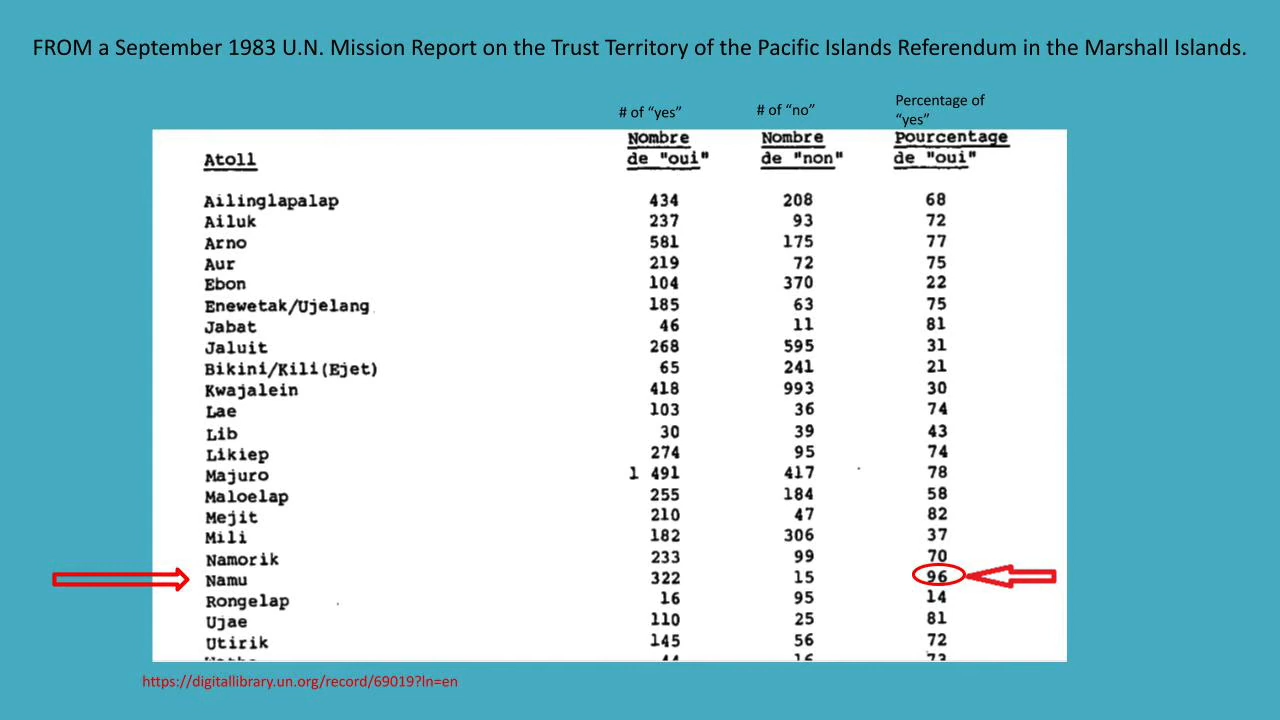 FROM a September 1983 U.N. Mission Report on the Trust Territory of the Pacific Islands Referendum in the Marshall Islands.
# of “yes” # of “no” Percentage of “yes”
Atoll Nombre de "oui" Nombre de "non" Pourcentage de "oui"
Ailinglapalap 434 208 68
Ailuk 237 93 72
Arno 581 175 77
Aur 219 72 75
Ebon 104 370 22
Enewetak/Ujelang 185 63 75
Jabat 46 11 81
Jaluit 268 595 31
Bikini/Kili(Ejet) 65 241 21
Kwajalein 418 993 30
Lae 103 36 74
Lib 30 39 43
Likiep 274 95 74
Majuro 1 491 417 78
Maloelap 255 184 58
Mejit 210 47 82
Mili 182 306 37
Namorik 233 99 70
Namu 322 15 96
Rongelap 16 95 14
Ujae 110 25 81
Utirik 145 56 72
https://digitallibrary.un.org/record/69019?ln=en